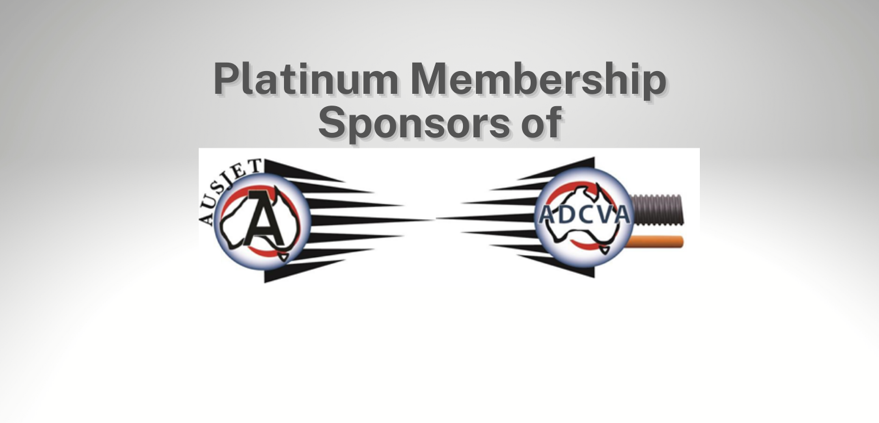 Platinum Membership
Sponsors of
AUSJET
A
ADCVA